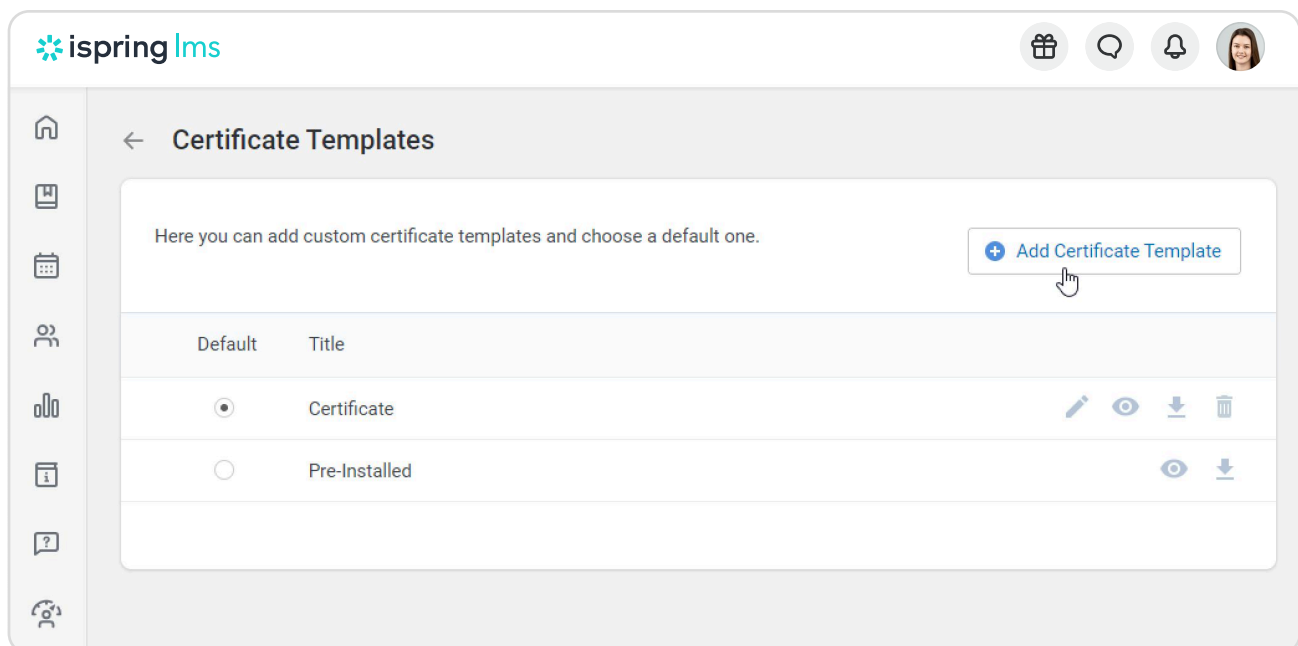 ispring lms
Certificate Templates
Here you can add custom certificate templates and choose a default one.
Add Certificate Template
Default Title
Certificate
Pre-Installed